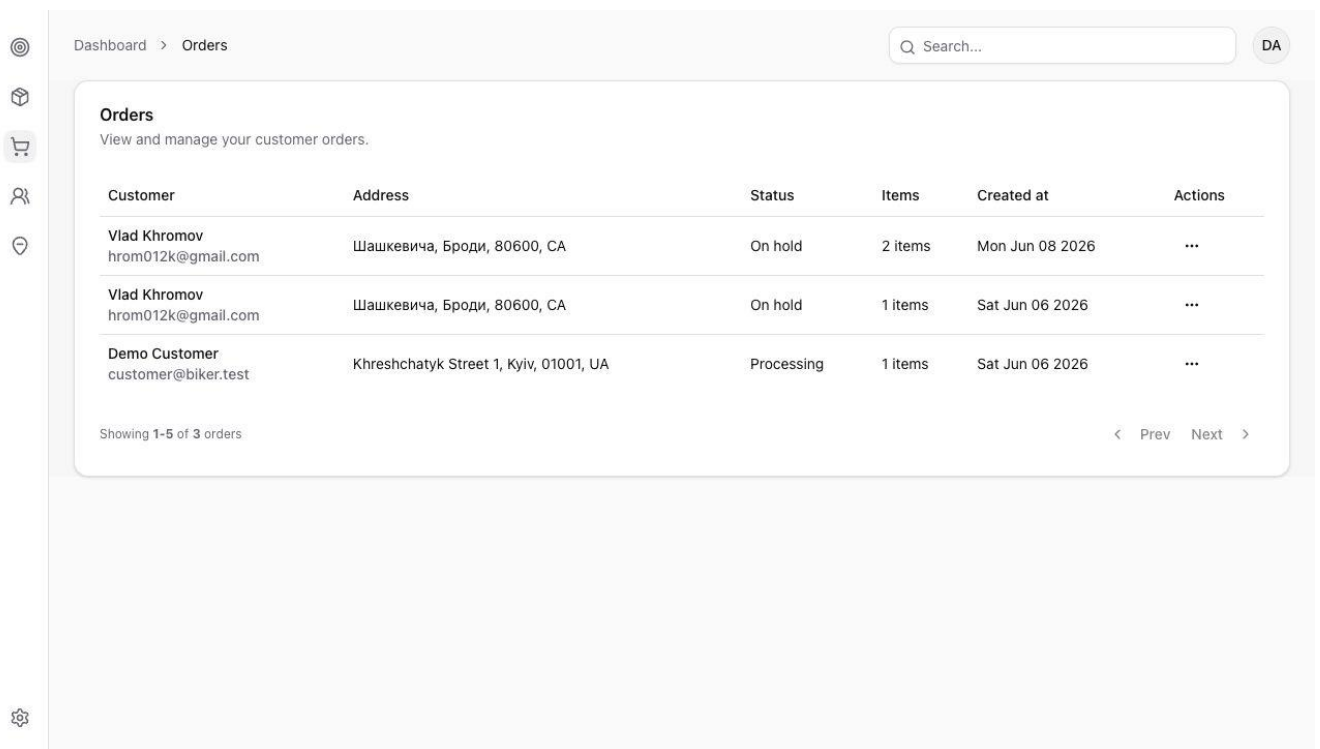 Dashboard > Orders
Search...
DA
Orders
View and manage your customer orders.
Customer Address Status Items Created at Actions
Vlad Khromov
hrom012k@gmail.com
Шашкевича, Броди, 80600, CA On hold 2 items Mon Jun 08 2026 ...
Vlad Khromov
hrom012k@gmail.com
Шашкевича, Броди, 80600, CA On hold 1 items Sat Jun 06 2026 ...
Demo Customer
customer@biker.test
Khreshchatyk Street 1, Kyiv, 01001, UA Processing 1 items Sat Jun 06 2026 ...
Showing 1-5 of 3 orders
< Prev Next >